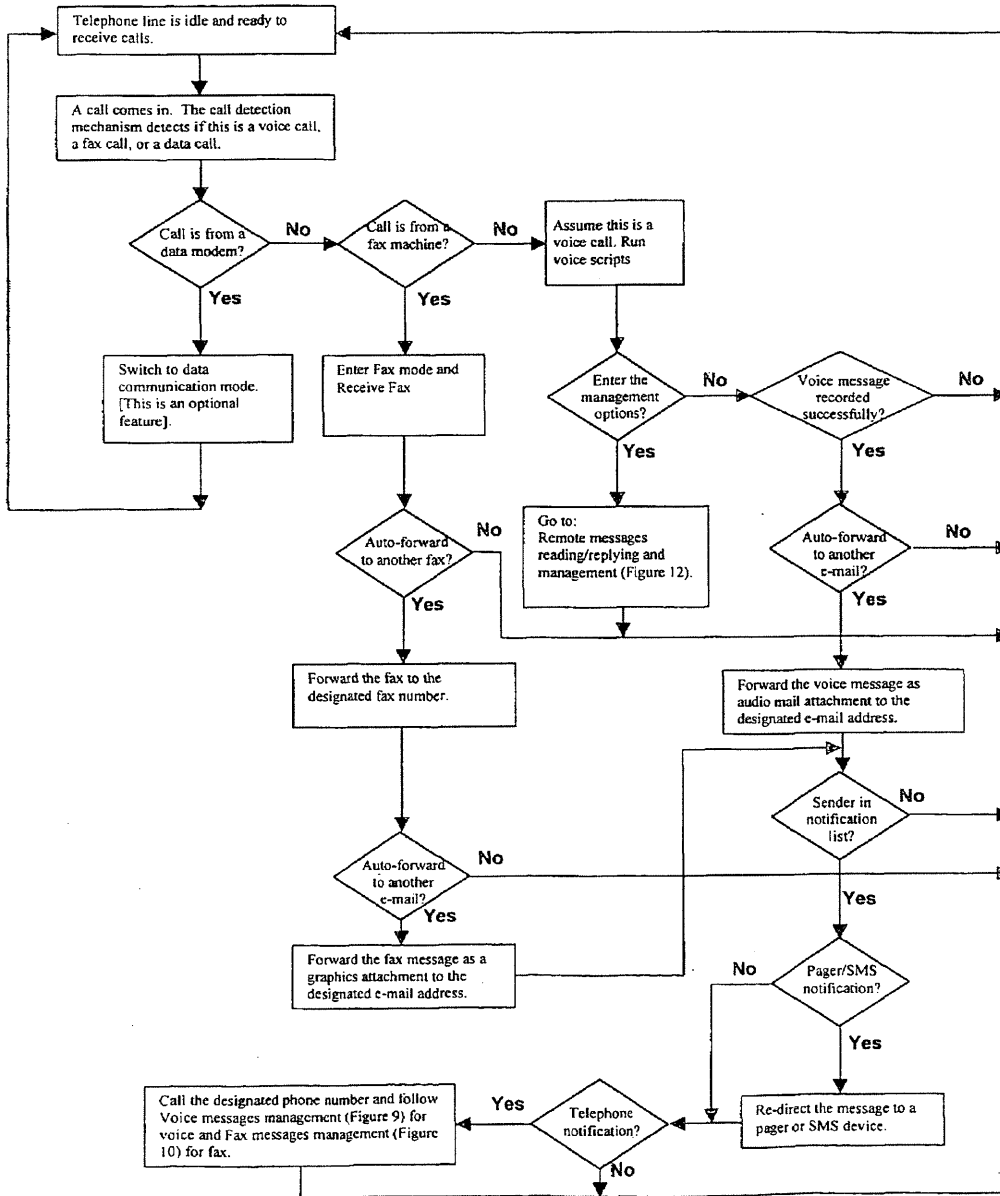 Telephone line is idle and ready to
receive calls.
A call comes in. The call detection
mechanism detects if this is a voice call,
a fax call, or a data call.
Call is from a
data modem?
No
Call is from a
fax machine?
No
Assume this is a
voice call. Run
voice scripts
Yes
Yes
Switch to data
communication mode.
[This is an optional
feature].
Enter Fax mode and
Receive Fax
Enter the
management
options?
No
Voice message
recorded
successfully?
No
Yes
Yes
Auto-forward
to another fax?
No
Go to:
Remote messages
reading/replying and
management (Figure 12).
Auto-forward
to another
e-mail?
No
Yes
Yes
Forward the fax to the
designated fax number.
Forward the voice message as
audio mail attachment to the
designated e-mail address.
Sender in
notification
list?
No
Auto-forward
to another
e-mail?
No
Yes
Yes
Forward the fax message as a
graphics attachment to the
designated e-mail address.
No
Pager/SMS
notification?
Yes
Call the designated phone number and follow
Voice messages management (Figure 9) for
voice and Fax messages management (Figure
10) for fax.
Yes
Telephone
notification?
Re-direct the message to a
pager or SMS device.
No